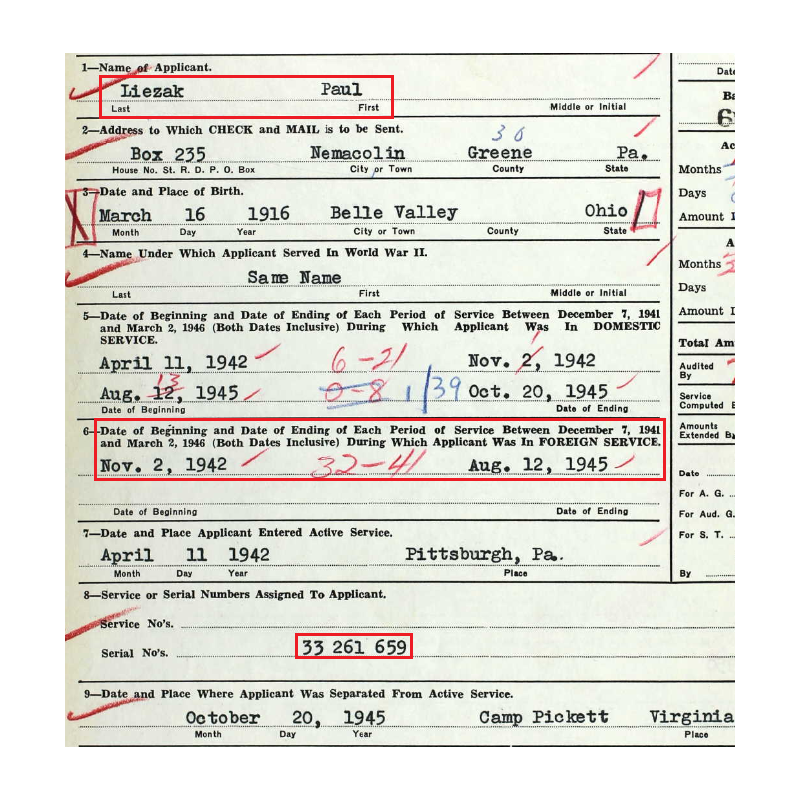 1—Name of Applicant.
Liezak Paul
Last First Middle or Initial
2—Address to Which CHECK and MAIL is to be Sent.
30
Box 235 Nemacolin Greene Pa.
House No. St. R. D. P. O. Box City or Town County State
3—Date and Place of Birth.
March 16 1916 Belle Valley Ohio
Month Day Year City or Town County State
4—Name Under Which Applicant Served In World War II.
Same Name
Last First Middle or Initial
5—Date of Beginning and Date of Ending of Each Period of Service Between December 7, 1941
and March 2, 1946 (Both Dates Inclusive) During Which Applicant Was In DOMESTIC
SERVICE.
April 11, 1942 6-21 Nov. 2, 1942
13
Aug. 12, 1945 0-8 1/39 Oct. 20, 1945
Date of Beginning Date of Ending
6—Date of Beginning and Date of Ending of Each Period of Service Between December 7, 1941
and March 2, 1946 (Both Dates Inclusive) During Which Applicant Was In FOREIGN SERVICE.
Nov. 2, 1942 32-41 Aug. 12, 1945
Date of Beginning Date of Ending
7—Date and Place Applicant Entered Active Service.
April 11 1942 Pittsburgh, Pa.
Month Day Year Place
8—Service or Serial Numbers Assigned To Applicant.
Service No's.
Serial No's. 33 261 659
9—Date and Place Where Applicant Was Separated From Active Service.
October 20, 1945 Camp Pickett Virginia
Month Day Year Place
Date
Ba
Ac
Months
Days
Amount
A
Months
Days
Amount
Total Am
Audited
By
Service
Computed B
Amounts
Extended By
Date
For A. G.
For Aud. G.
For S. T.
By